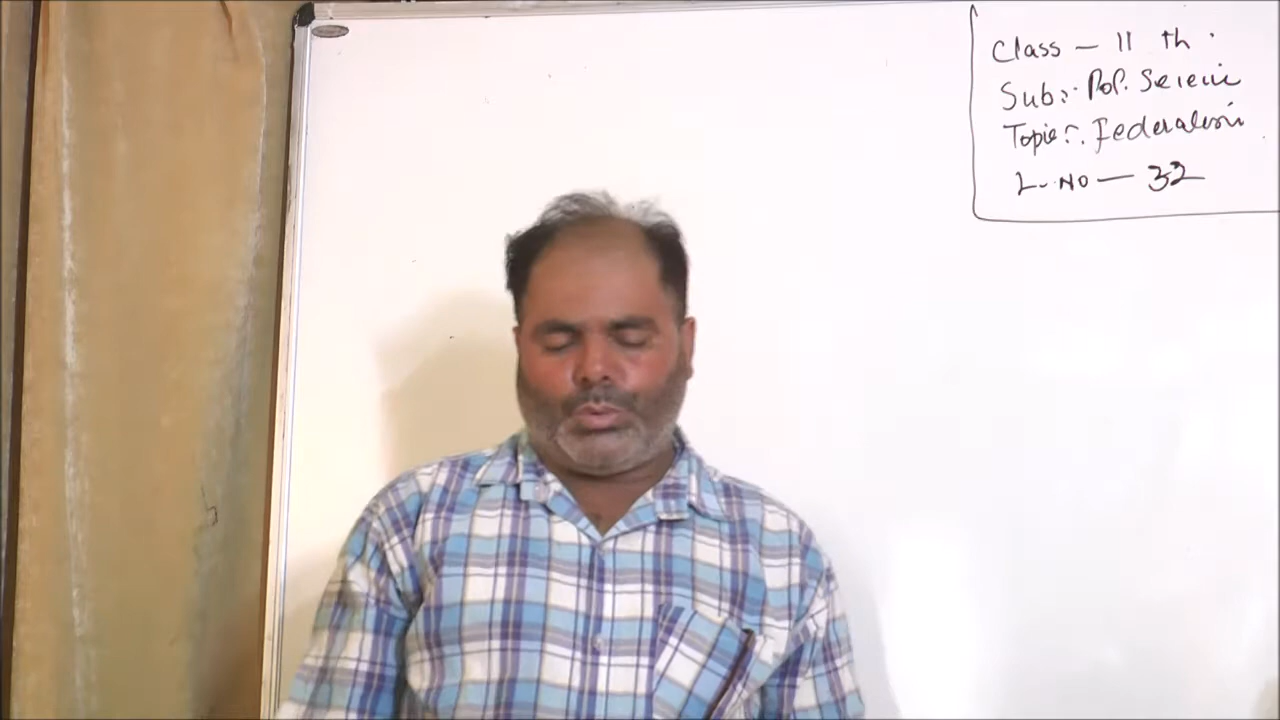 Class - 11 th.
Sub:- Pol. Science
Topic:. Federalism
L. NO - 32